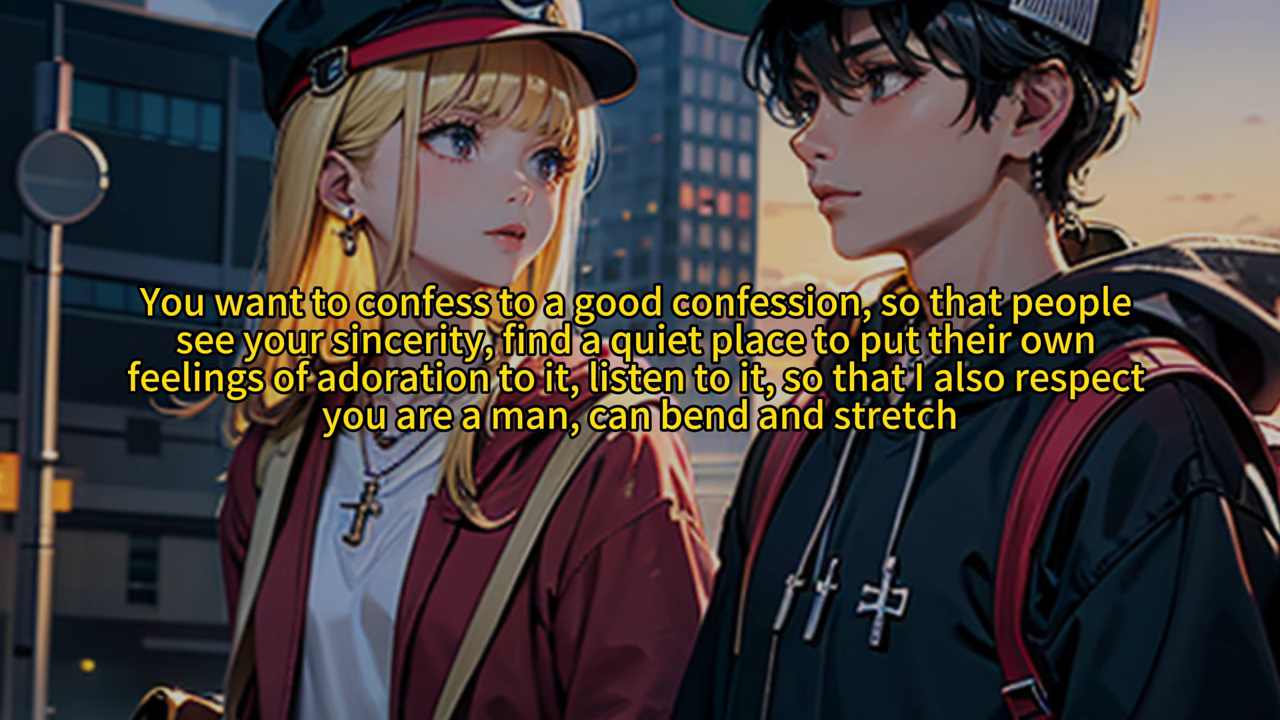 You want to confess to a good confession, so that people
see your sincerity, find a quiet place to put their own
feelings of adoration to it, listen to it, so that I also respect
you are a man, can bend and stretch